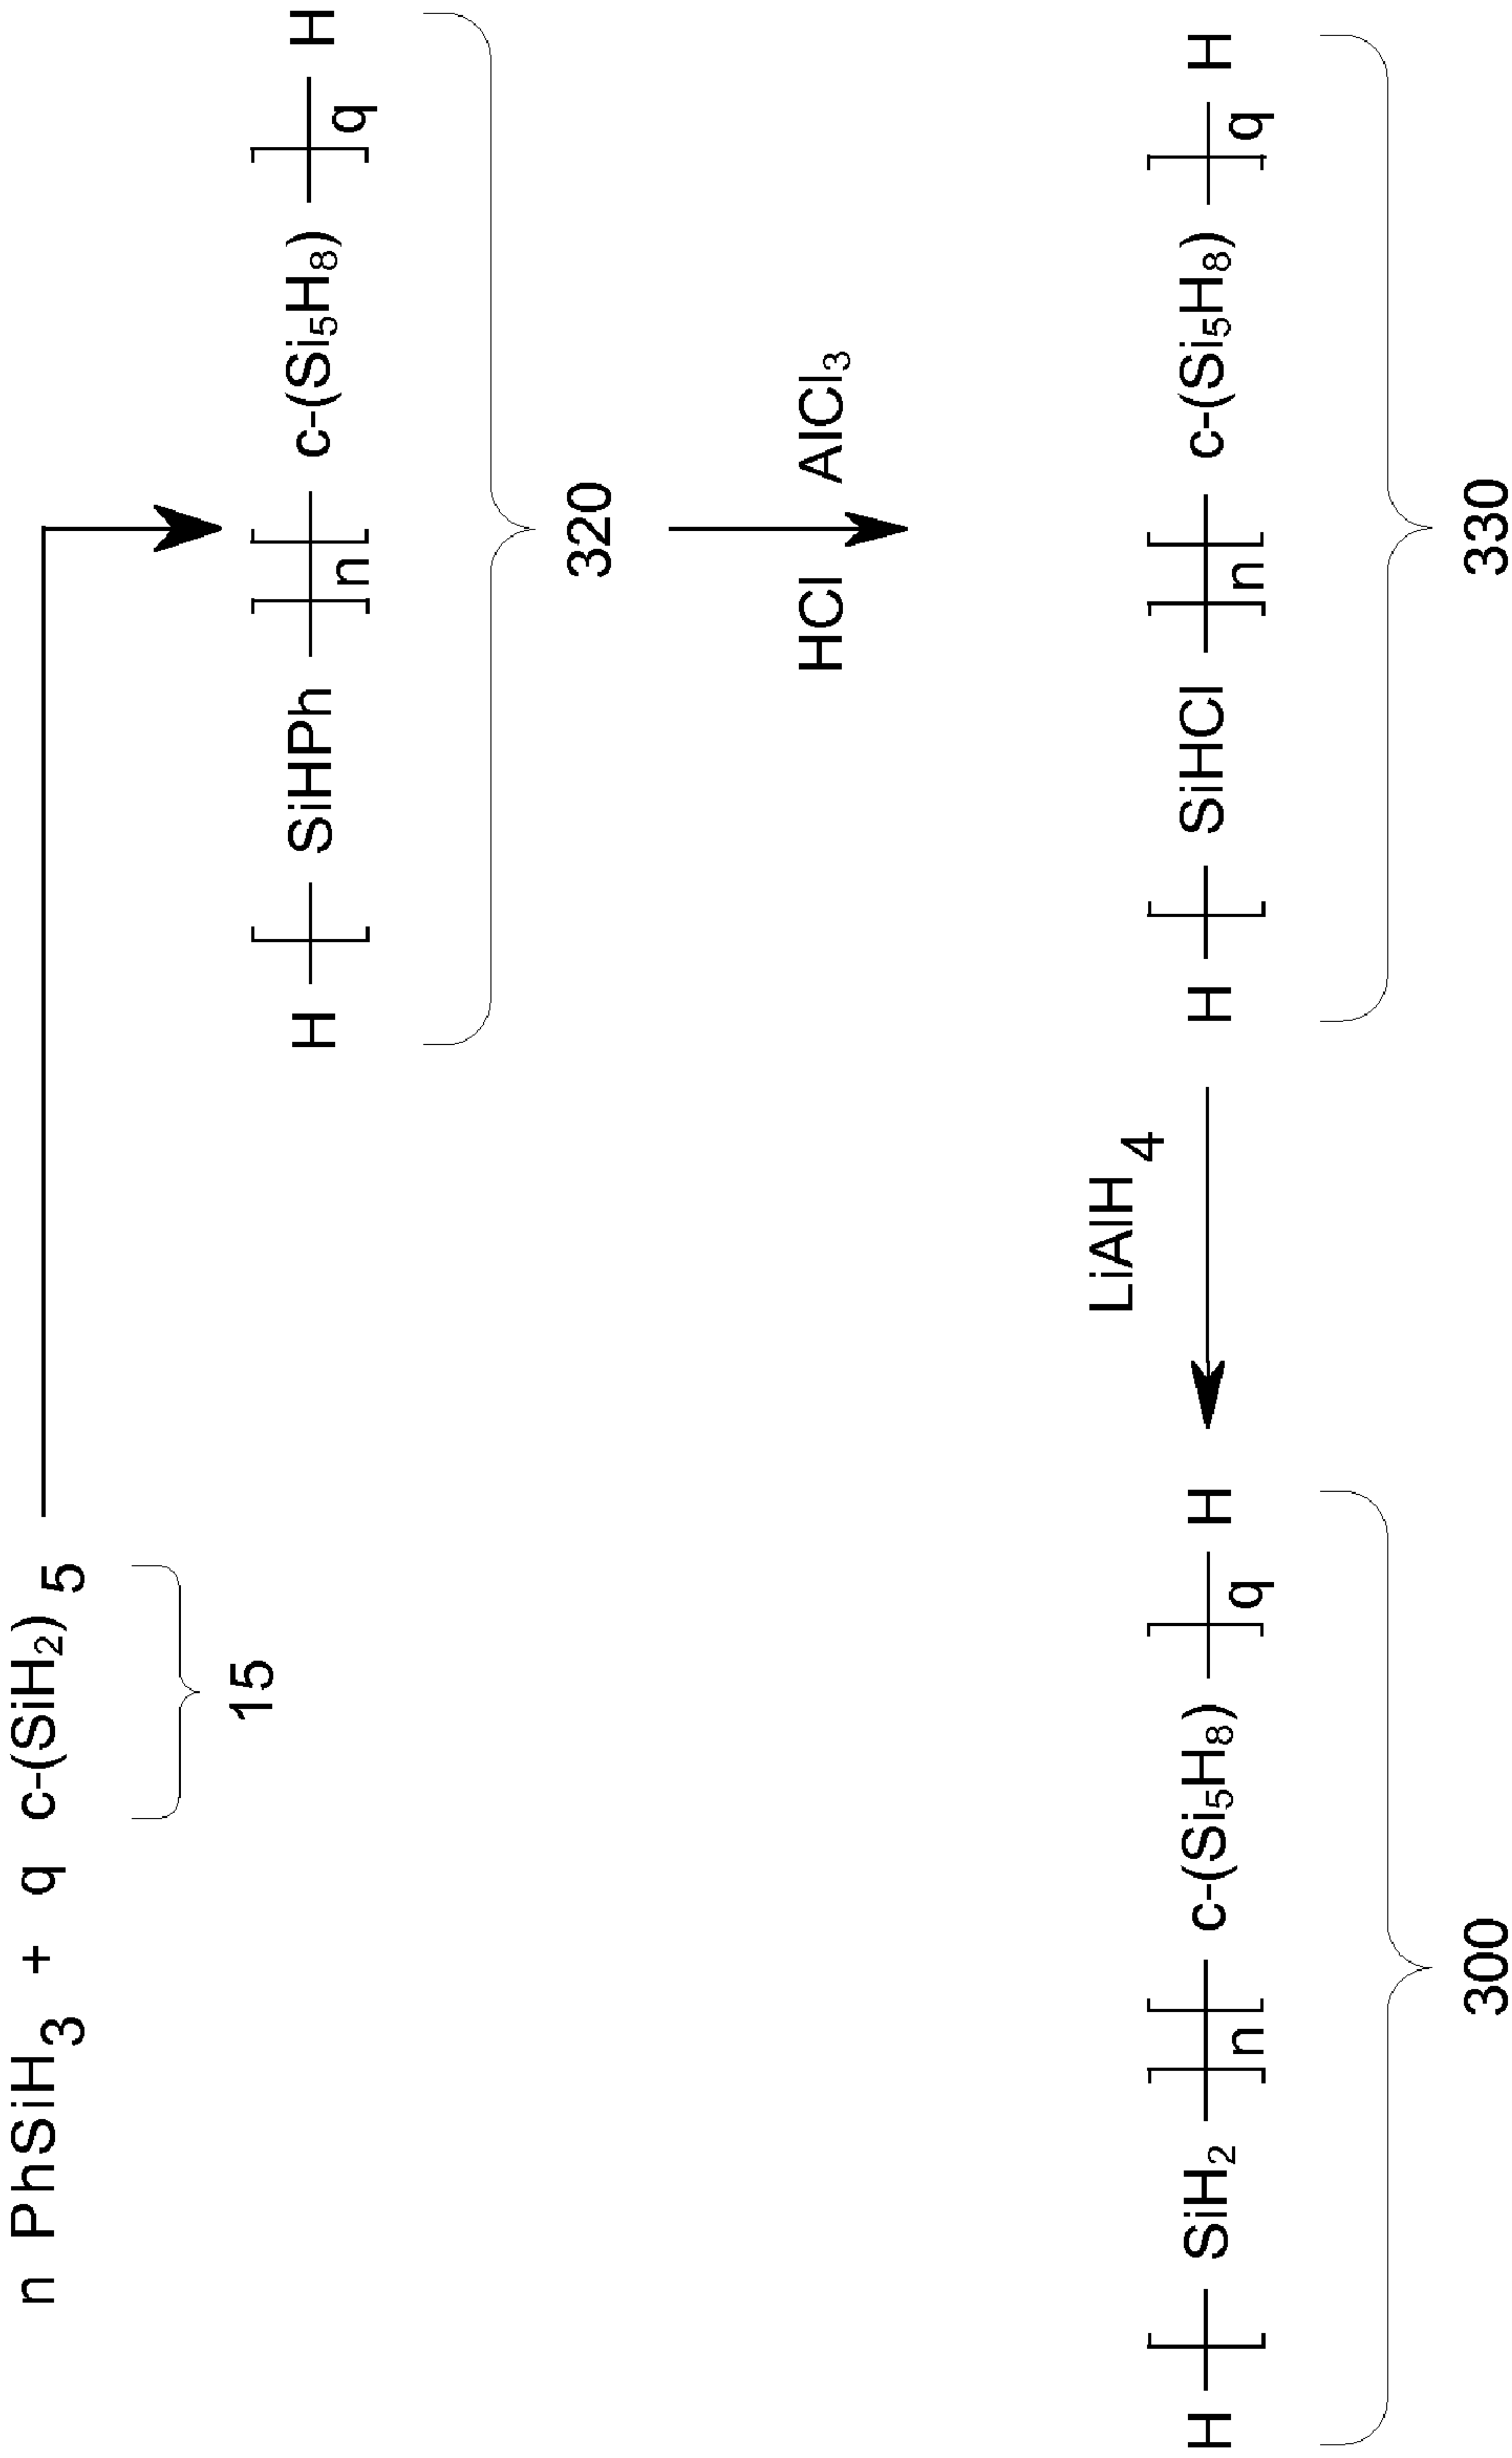 n PhSiH3 + q c-(SiH2)5
15
H [ SiHPh ]n [ c-(Si5H8) ]q H
320
HCl AlCl3
H [ SiHCl ]n [ c-(Si5H8) ]q H
330
LiAlH4
H [ SiH2 ]n [ c-(Si5H8) ]q H
300